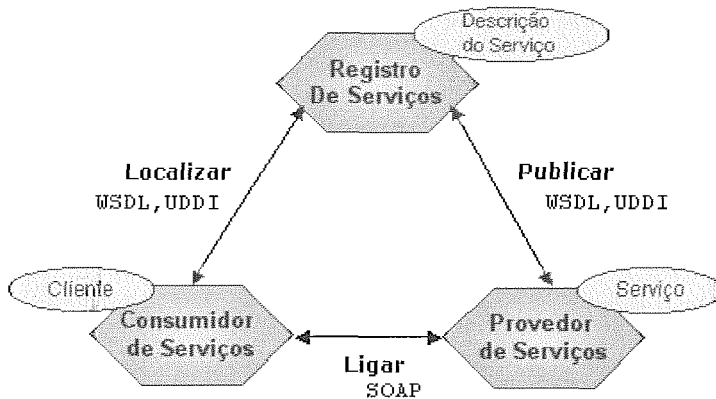 Descrição
do Serviço
Registro
De Serviços
Localizar
WSDL,UDDI
Publicar
WSDL,UDDI
Cliente
Consumidor
de Serviços
Serviço
Provedor
de Serviços
Ligar
SOAP